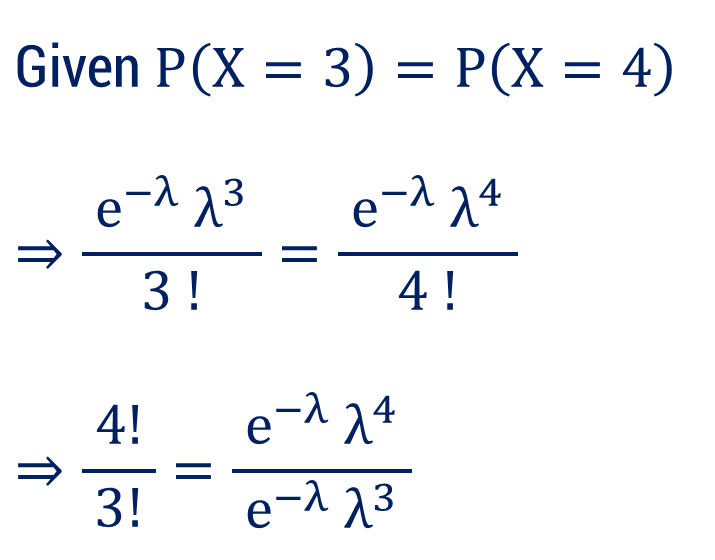 Given P(X = 3) = P(X = 4)
⇒ e^−λ λ^3 / 3 ! = e^−λ λ^4 / 4 !
⇒ 4! / 3! = e^−λ λ^4 / e^−λ λ^3